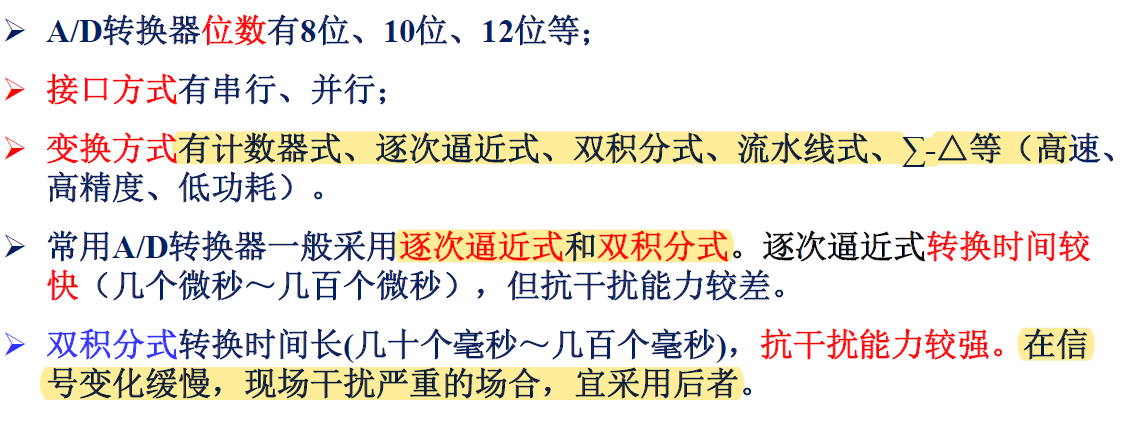 ➢ A/D转换器位数有8位、10位、12位等；
➢ 接口方式有串行、并行；
➢ 变换方式有计数器式、逐次逼近式、双积分式、流水线式、∑-△等（高速、
高精度、低功耗）。
➢ 常用A/D转换器一般采用逐次逼近式和双积分式。逐次逼近式转换时间较
快（几个微秒～几百个微秒），但抗干扰能力较差。
➢ 双积分式转换时间长(几十个毫秒～几百个毫秒)，抗干扰能力较强。在信
号变化缓慢，现场干扰严重的场合，宜采用后者。